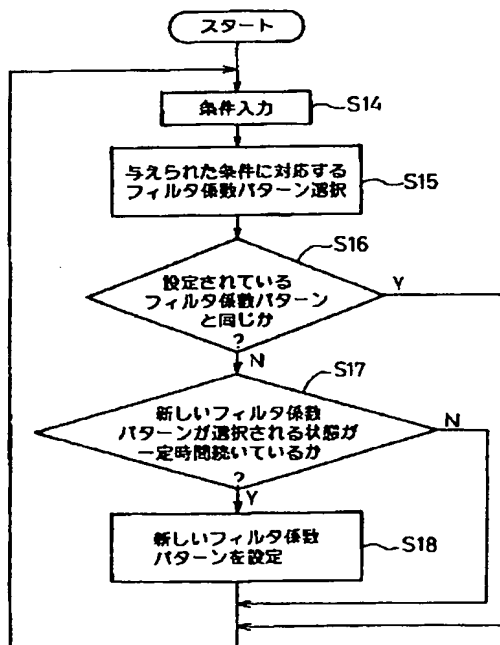 スタート
条件入力
S14
与えられた条件に対応する
フィルタ係数パターン選択
S15
S16
設定されている
フィルタ係数パターン
と同じか
?
Y
N
S17
新しいフィルタ係数
パターンが選択される状態が
一定時間続いているか
?
N
Y
新しいフィルタ係数
パターンを設定
S18